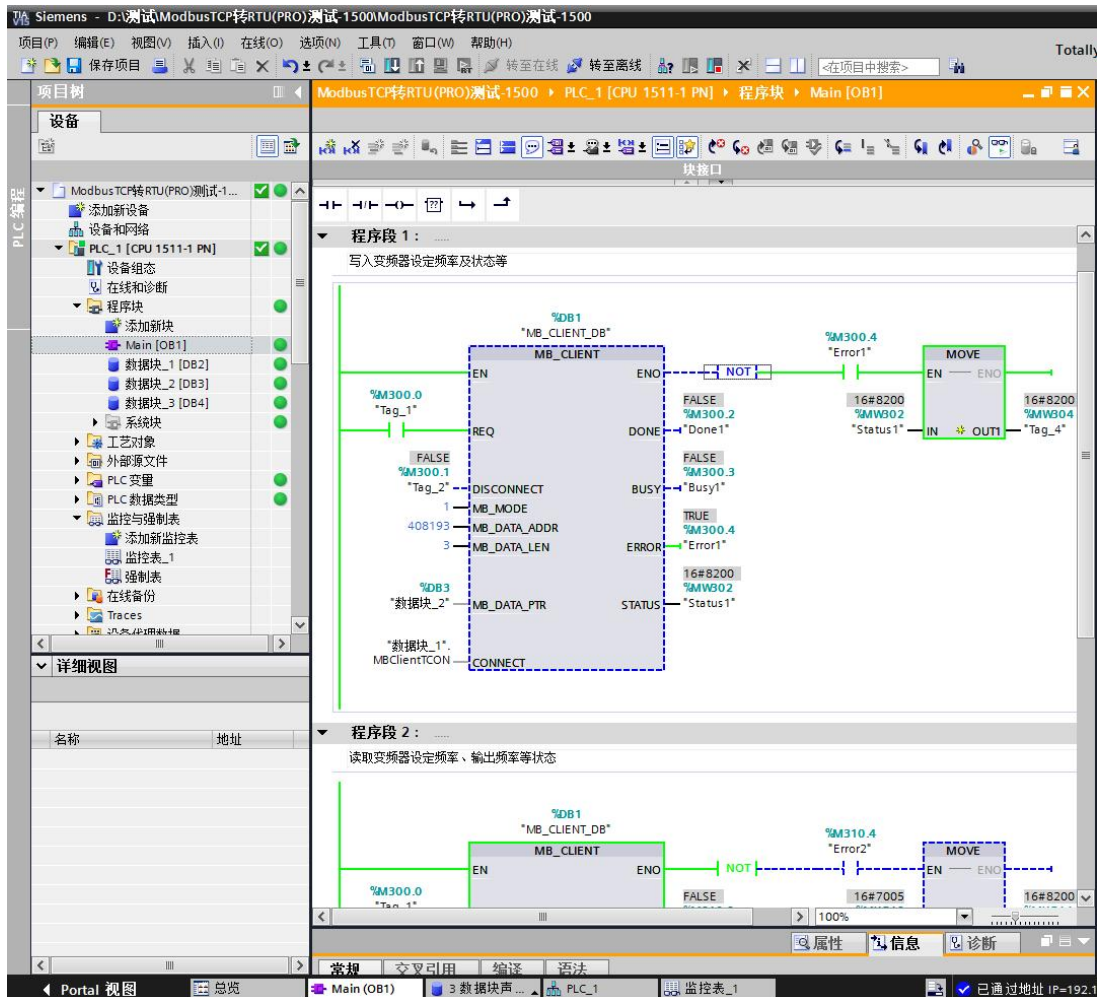 Siemens - D:\测试\ModbusTCP转RTU(PRO)测试-1500\ModbusTCP转RTU(PRO)测试-1500
项目(P) 编辑(E) 视图(V) 插入(I) 在线(O) 选项(N) 工具(T) 窗口(W) 帮助(H)
Totally
保存项目 转至在线 转至离线 <在项目中搜索>
项目树
ModbusTCP转RTU(PRO)测试-1500 PLC_1 [CPU 1511-1 PN] 程序块 Main [OB1]
设备
块接口
PLC 编程
ModbusTCP转RTU(PRO)测试-1...
添加新设备
设备和网络
PLC_1 [CPU 1511-1 PN]
设备组态
在线和诊断
程序块
添加新块
Main [OB1]
数据块_1 [DB2]
数据块_2 [DB3]
数据块_3 [DB4]
系统块
工艺对象
外部源文件
PLC 变量
PLC 数据类型
监控与强制表
添加新监控表
监控表_1
强制表
在线备份
Traces
设备代理数据
详细视图
名称 地址
程序段 1： .....
写入变频器设定频率及状态等
%DB1
"MB_CLIENT_DB"
MB_CLIENT
EN ENO
NOT
%M300.4
"Error1"
MOVE
EN ENO
%M300.0
"Tag_1"
REQ
FALSE
%M300.2
DONE "Done1"
16#8200
%MW302
"Status1" IN OUT1
16#8200
%MW304
"Tag_4"
FALSE
%M300.1
"Tag_2" DISCONNECT
FALSE
%M300.3
BUSY "Busy1"
1 MB_MODE
408193 MB_DATA_ADDR
3 MB_DATA_LEN
TRUE
%M300.4
ERROR "Error1"
%DB3
"数据块_2" MB_DATA_PTR
16#8200
%MW302
STATUS "Status1"
"数据块_1".
MBClientTCON CONNECT
程序段 2： .....
读取变频器设定频率、输出频率等状态
%DB1
"MB_CLIENT_DB"
MB_CLIENT
EN ENO
NOT
%M310.4
"Error2"
MOVE
EN ENO
%M300.0
"Tag_1"
FALSE
16#7005
16#8200
100%
属性 信息 诊断
常规 交叉引用 编译 语法
Portal 视图 总览 Main (OB1) 3 数据块声... PLC_1 监控表_1 已通过地址 IP=192.1